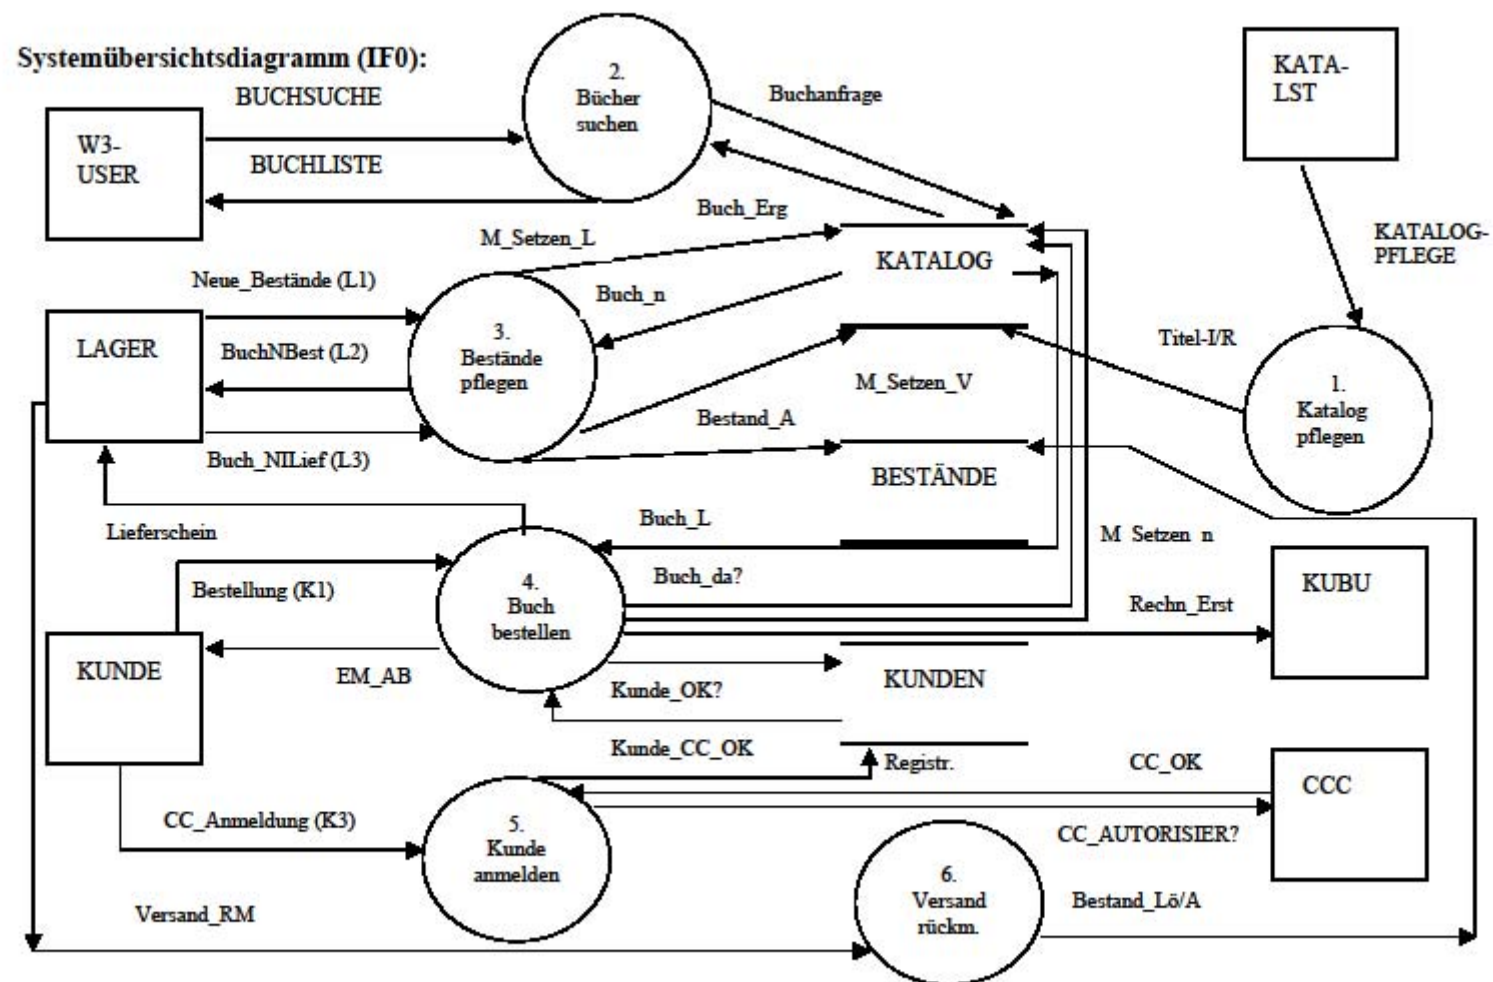 Systemübersichtsdiagramm (IF0):
BUCHSUCHE
W3-
USER
BUCHLISTE
2.
Bücher
suchen
Buchanfrage
Buch_Erg
KATA-
LST
KATALOG-
PFLEGE
M_Setzen_L
KATALOG
Neue_Bestände (L1)
Buch_n
LAGER
BuchNBest (L2)
3.
Bestände
pflegen
Titel-I/R
1.
Katalog
pflegen
M_Setzen_V
Bestand_A
Buch_NILief (L3)
BESTÄNDE
Lieferschein
Buch_L
M_Setzen_n
Bestellung (K1)
4.
Buch
bestellen
Buch_da?
Rechn_Erst
KUBU
KUNDE
EM_AB
Kunde_OK?
KUNDEN
Kunde_CC_OK
Registr.
CC_OK
CCC
CC_Anmeldung (K3)
5.
Kunde
anmelden
CC_AUTORISIER?
6.
Versand
rückm.
Versand_RM
Bestand_Lö/A